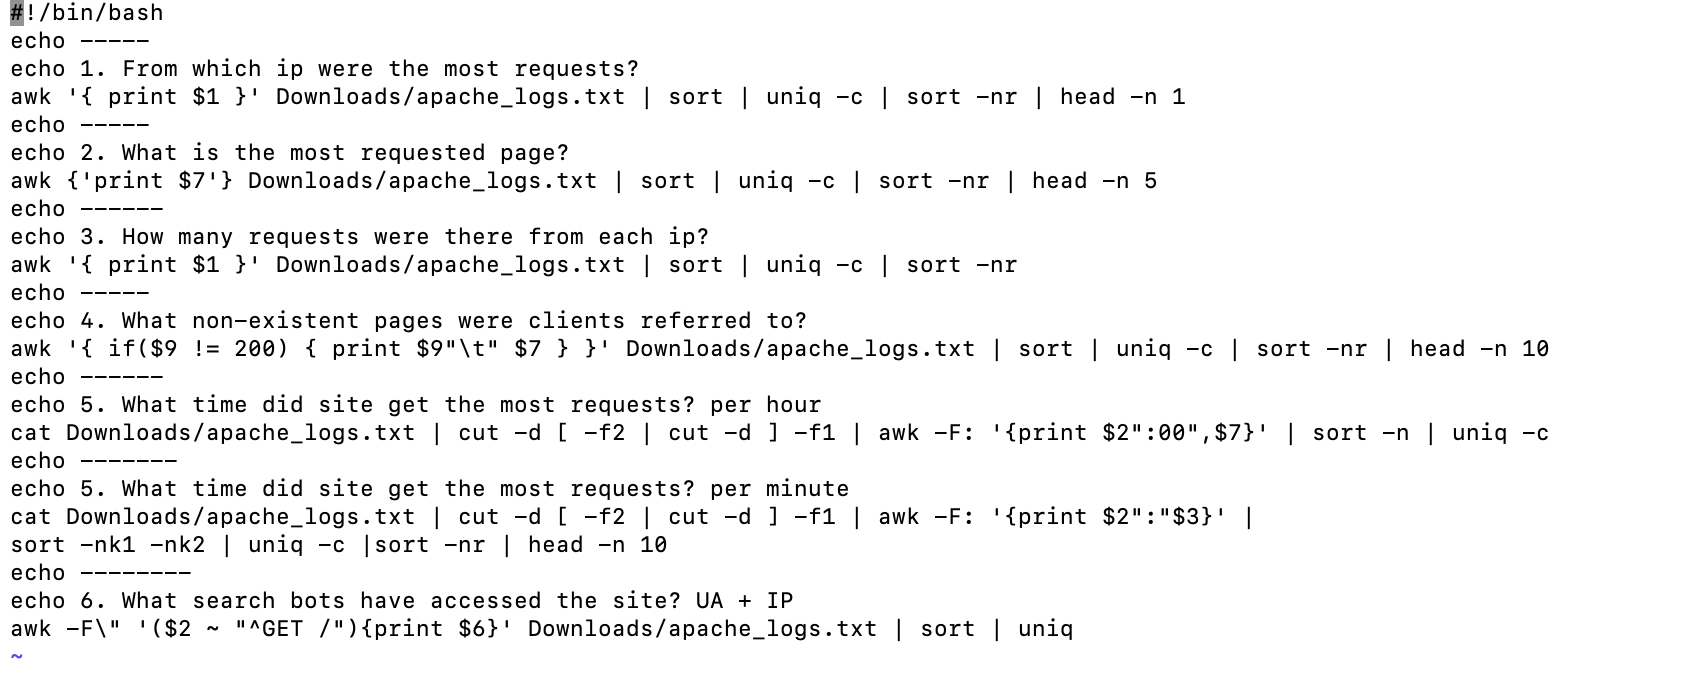 #!/bin/bash
echo -----
echo 1. From which ip were the most requests?
awk '{ print $1 }' Downloads/apache_logs.txt | sort | uniq -c | sort -nr | head -n 1
echo -----
echo 2. What is the most requested page?
awk {'print $7'} Downloads/apache_logs.txt | sort | uniq -c | sort -nr | head -n 5
echo ------
echo 3. How many requests were there from each ip?
awk '{ print $1 }' Downloads/apache_logs.txt | sort | uniq -c | sort -nr
echo -----
echo 4. What non-existent pages were clients referred to?
awk '{ if($9 != 200) { print $9"\t" $7 } }' Downloads/apache_logs.txt | sort | uniq -c | sort -nr | head -n 10
echo ------
echo 5. What time did site get the most requests? per hour
cat Downloads/apache_logs.txt | cut -d [ -f2 | cut -d ] -f1 | awk -F: '{print $2":00",$7}' | sort -n | uniq -c
echo -------
echo 5. What time did site get the most requests? per minute
cat Downloads/apache_logs.txt | cut -d [ -f2 | cut -d ] -f1 | awk -F: '{print $2":"$3}' |
sort -nk1 -nk2 | uniq -c |sort -nr | head -n 10
echo --------
echo 6. What search bots have accessed the site? UA + IP
awk -F\" '($2 ~ "^GET /"){print $6}' Downloads/apache_logs.txt | sort | uniq
~